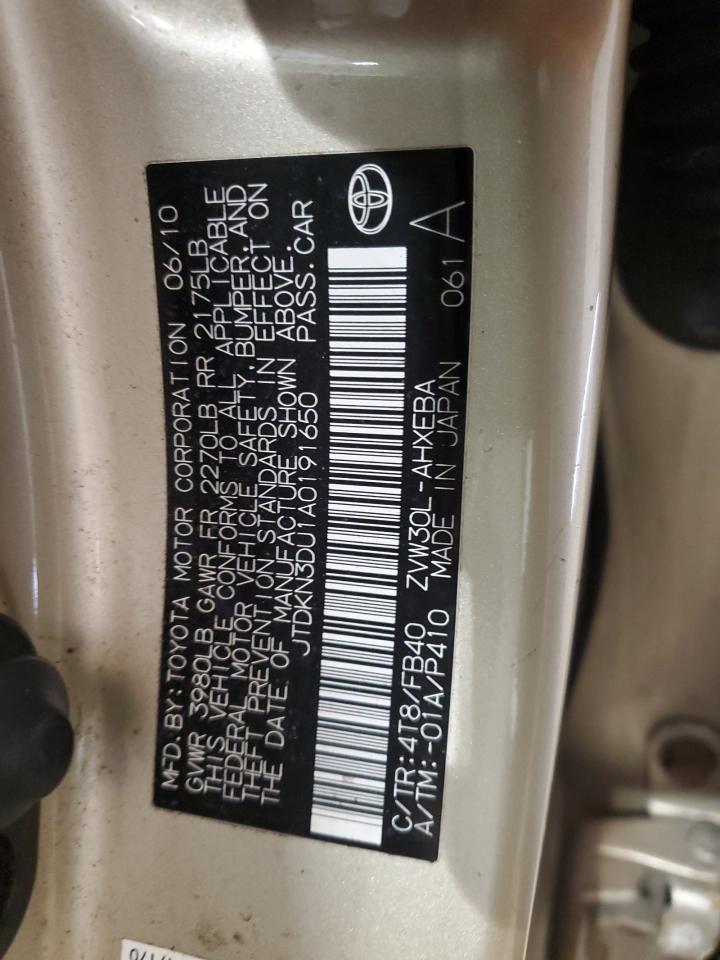 MFD. BY: TOYOTA MOTOR CORPORATION 06/10
GVWR 3980LB GAWR FR 2270LB RR 2175LB
THIS VEHICLE CONFORMS TO ALL APPLICABLE
FEDERAL MOTOR VEHICLE SAFETY, BUMPER, AND
THEFT PREVENTION STANDARDS IN EFFECT ON
THE DATE OF MANUFACTURE SHOWN ABOVE.
JTDKN3DU1A0191650 PASS. CAR
C/TR: 4T8/FB40 ZVW30L-AHXEBA
A/TM: -01A/P410 MADE IN JAPAN 061 A